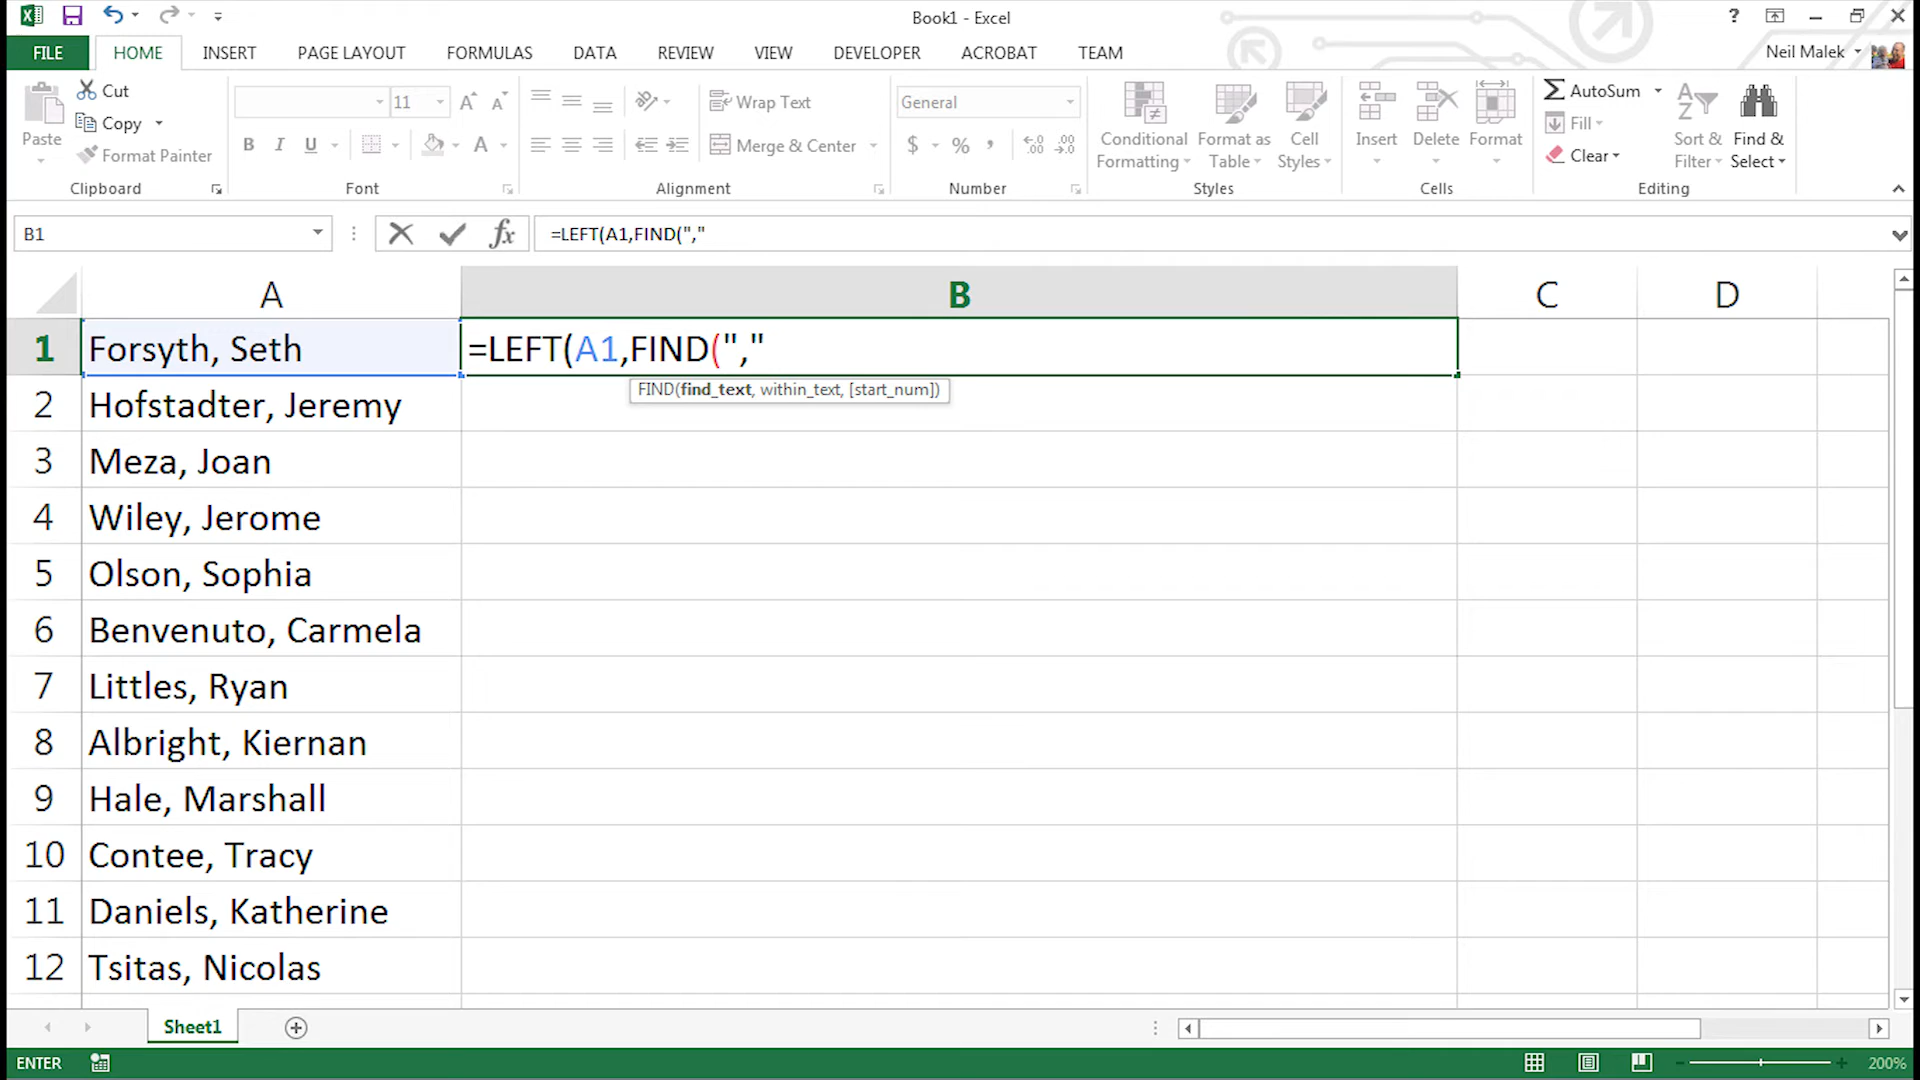 Book1 - Excel
?
FILE HOME INSERT PAGE LAYOUT FORMULAS DATA REVIEW VIEW DEVELOPER ACROBAT TEAM
Neil Malek
Paste
Cut
Copy
Format Painter
Clipboard
11
A A
B I U A
Font
Wrap Text
Merge & Center
Alignment
General
$ % ,
.0 .00
.00 .0
Number
Conditional
Formatting
Format as
Table
Cell
Styles
Styles
Insert
Delete
Format
Cells
AutoSum
Fill
Clear
Sort &
Filter
Find &
Select
Editing
B1
fx
=LEFT(A1,FIND(","
A B C D
1 Forsyth, Seth =LEFT(A1,FIND(","
FIND(find_text, within_text, [start_num])
2 Hofstadter, Jeremy
3 Meza, Joan
4 Wiley, Jerome
5 Olson, Sophia
6 Benvenuto, Carmela
7 Littles, Ryan
8 Albright, Kiernan
9 Hale, Marshall
10 Contee, Tracy
11 Daniels, Katherine
12 Tsitas, Nicolas
Sheet1
ENTER
200%